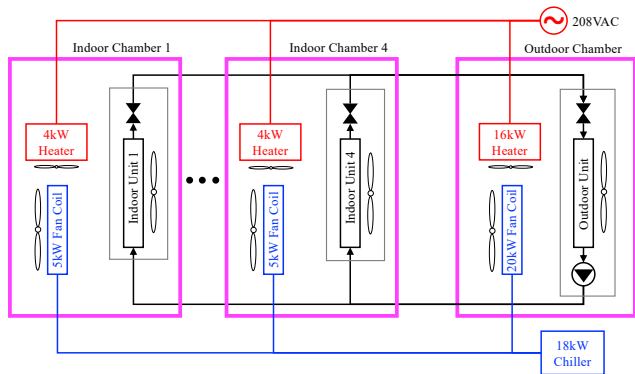 208VAC
Indoor Chamber 1
Indoor Chamber 4
Outdoor Chamber
4kW
Heater
Indoor Unit 1
5kW Fan Coil
4kW
Heater
Indoor Unit 4
5kW Fan Coil
16kW
Heater
Outdoor Unit
20kW Fan Coil
18kW
Chiller